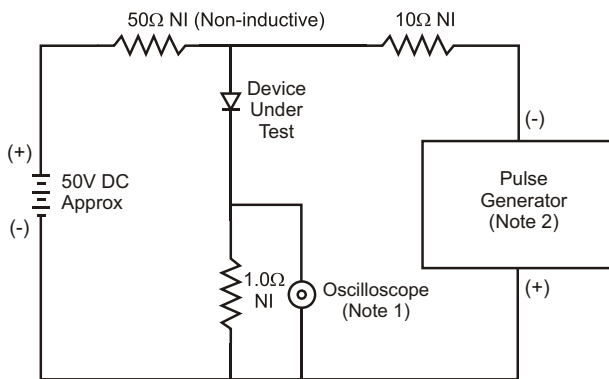 50Ω NI (Non-inductive)
10Ω NI
Device
Under
Test
(-)
(+)
50V DC
Approx
(-)
Pulse
Generator
(Note 2)
1.0Ω
NI
Oscilloscope
(Note 1)
(+)